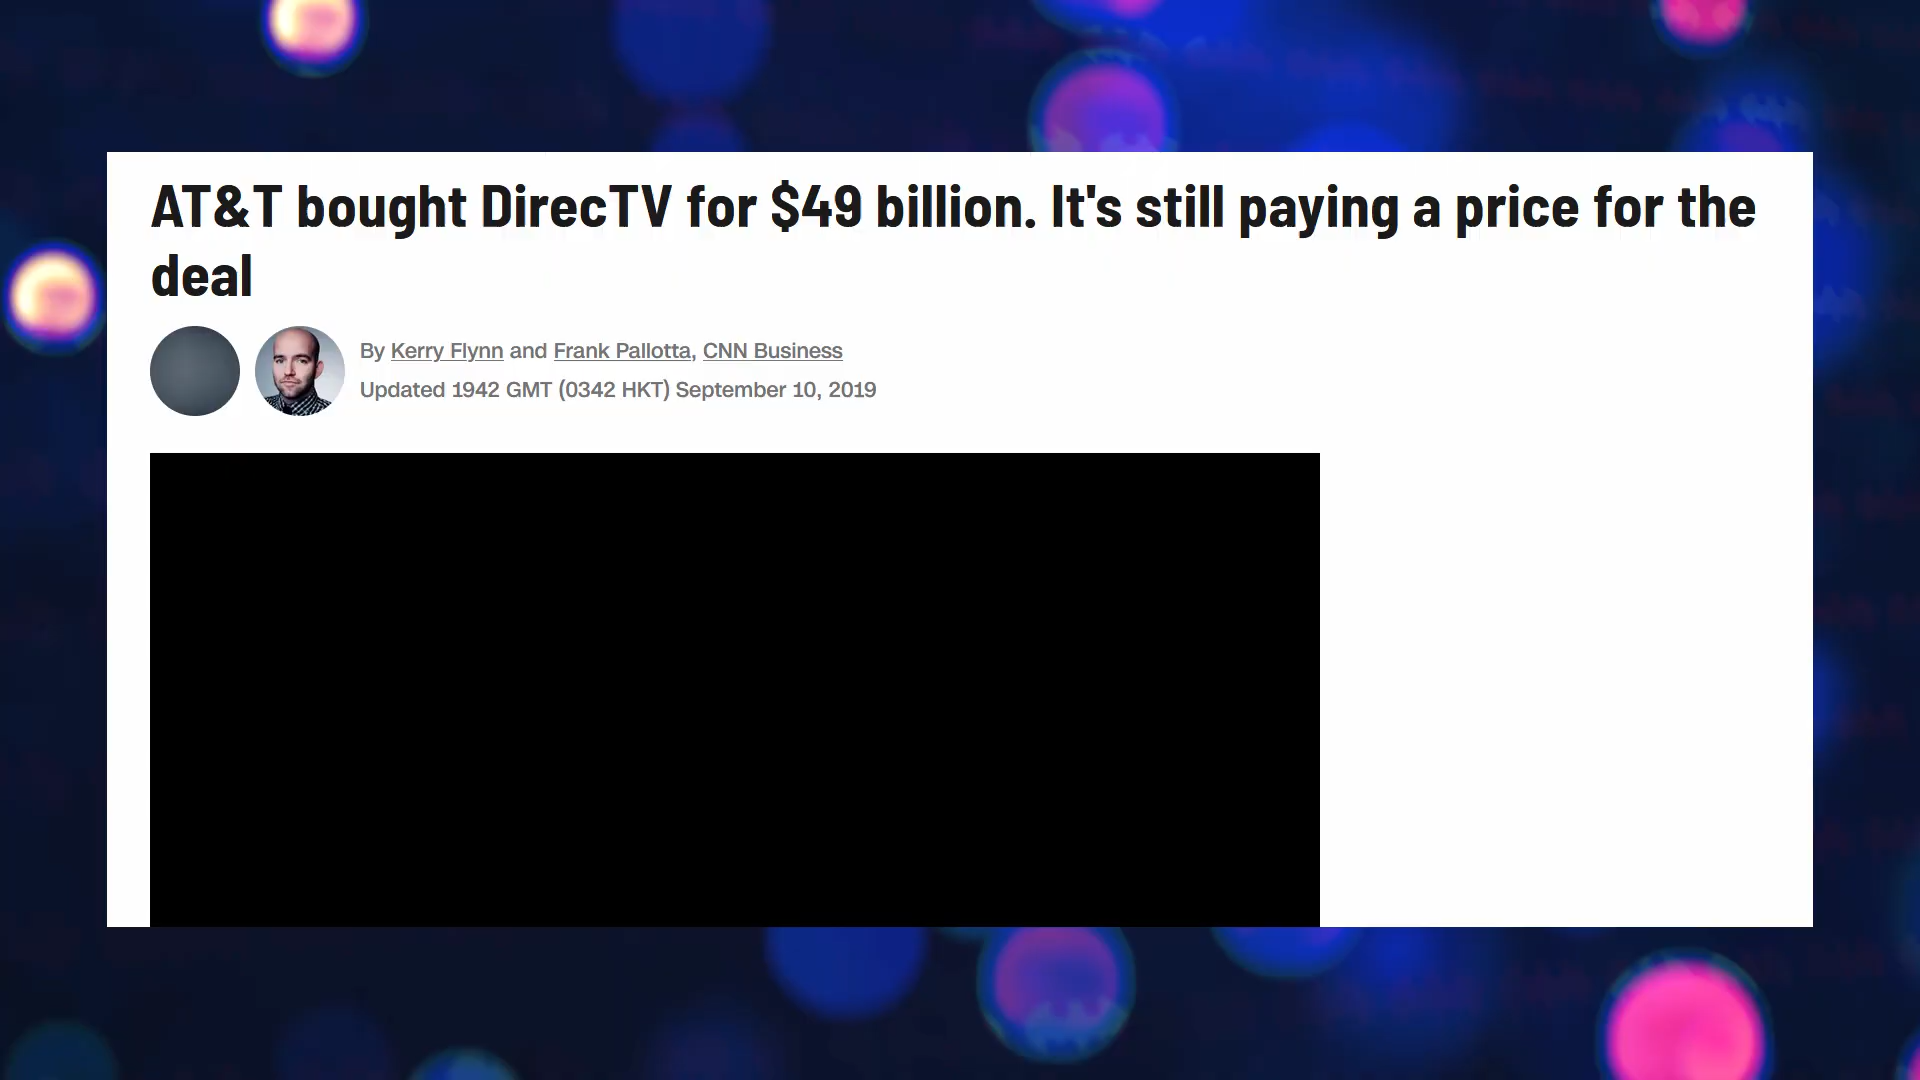 AT&T bought DirecTV for $49 billion. It's still paying a price for the
deal
By Kerry Flynn and Frank Pallotta, CNN Business
Updated 1942 GMT (0342 HKT) September 10, 2019